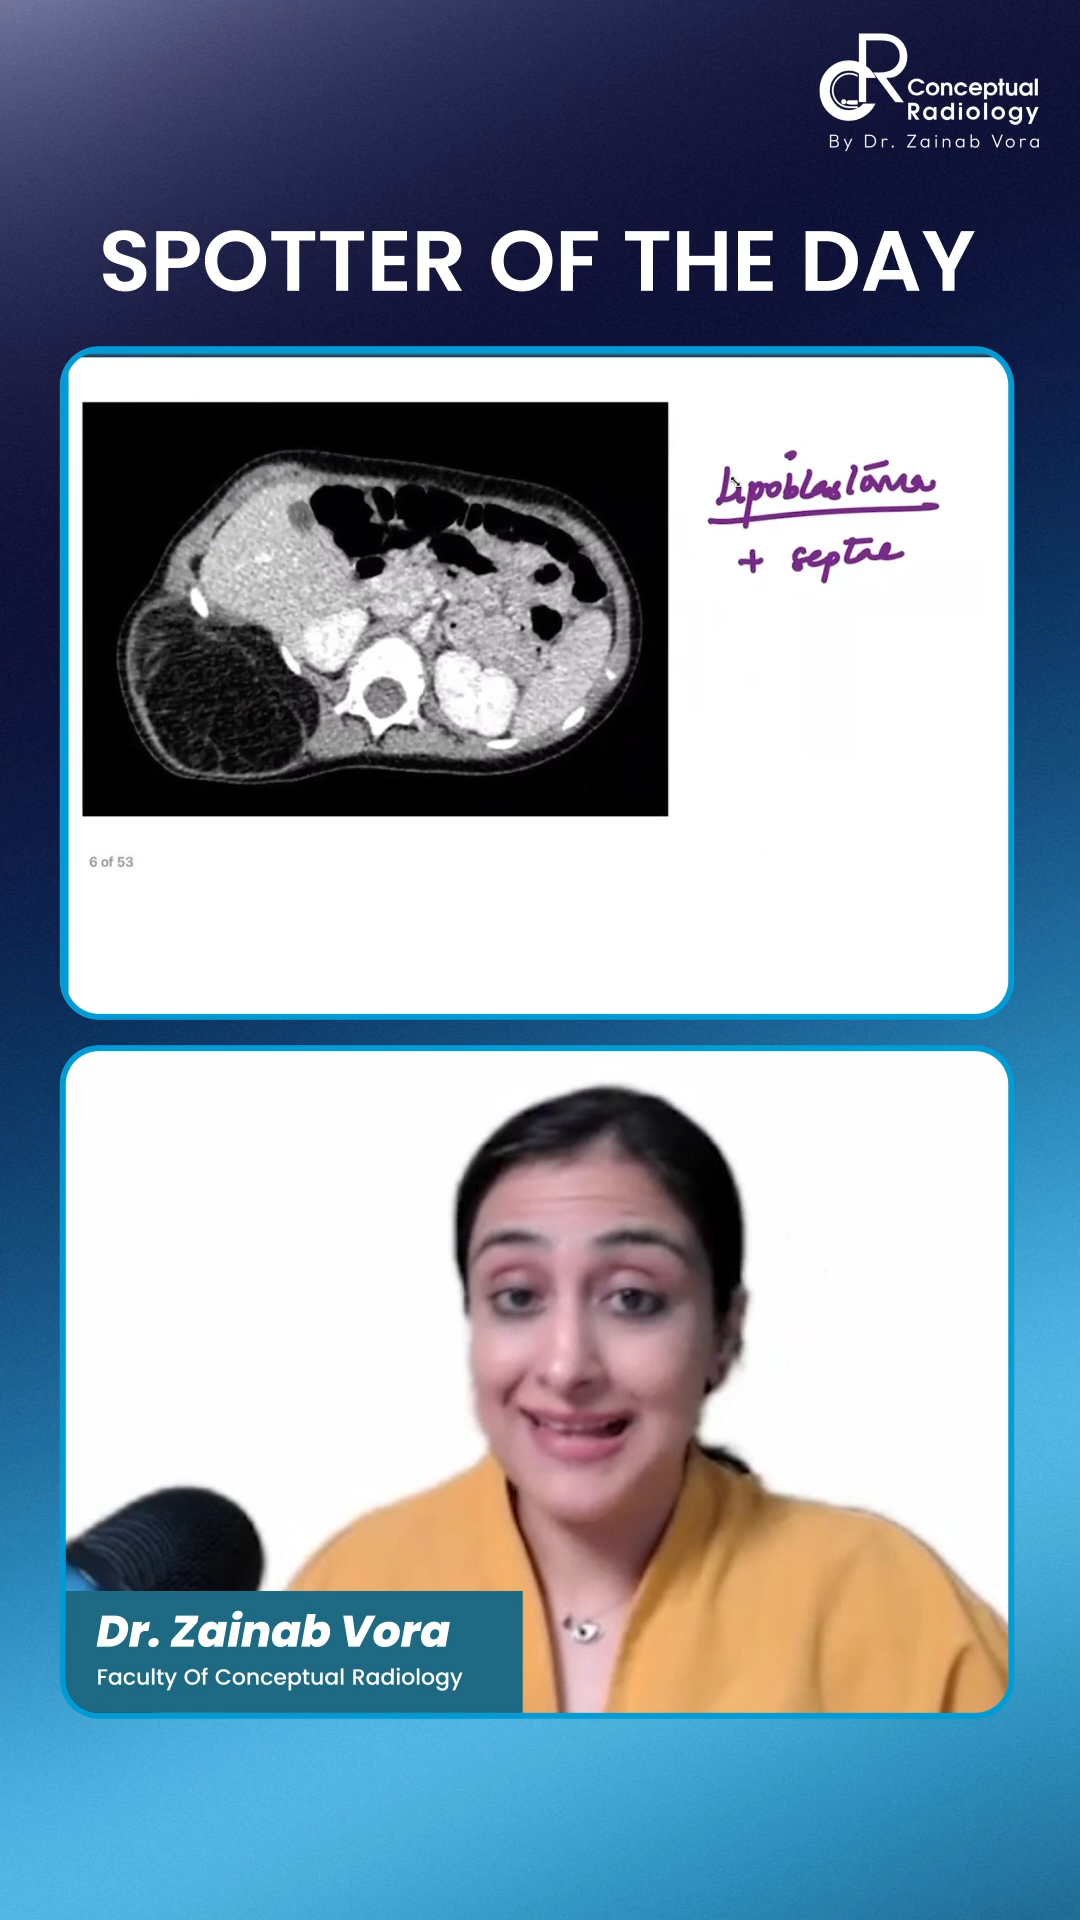 CR Conceptual
Radiology
By Dr. Zainab Vora
SPOTTER OF THE DAY
Lipoblastoma
+ septae
6 of 53
Dr. Zainab Vora
Faculty Of Conceptual Radiology